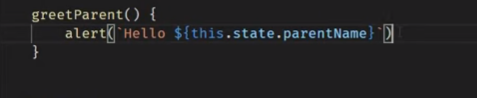 greetParent() {
    alert(`Hello ${this.state.parentName}`)
}